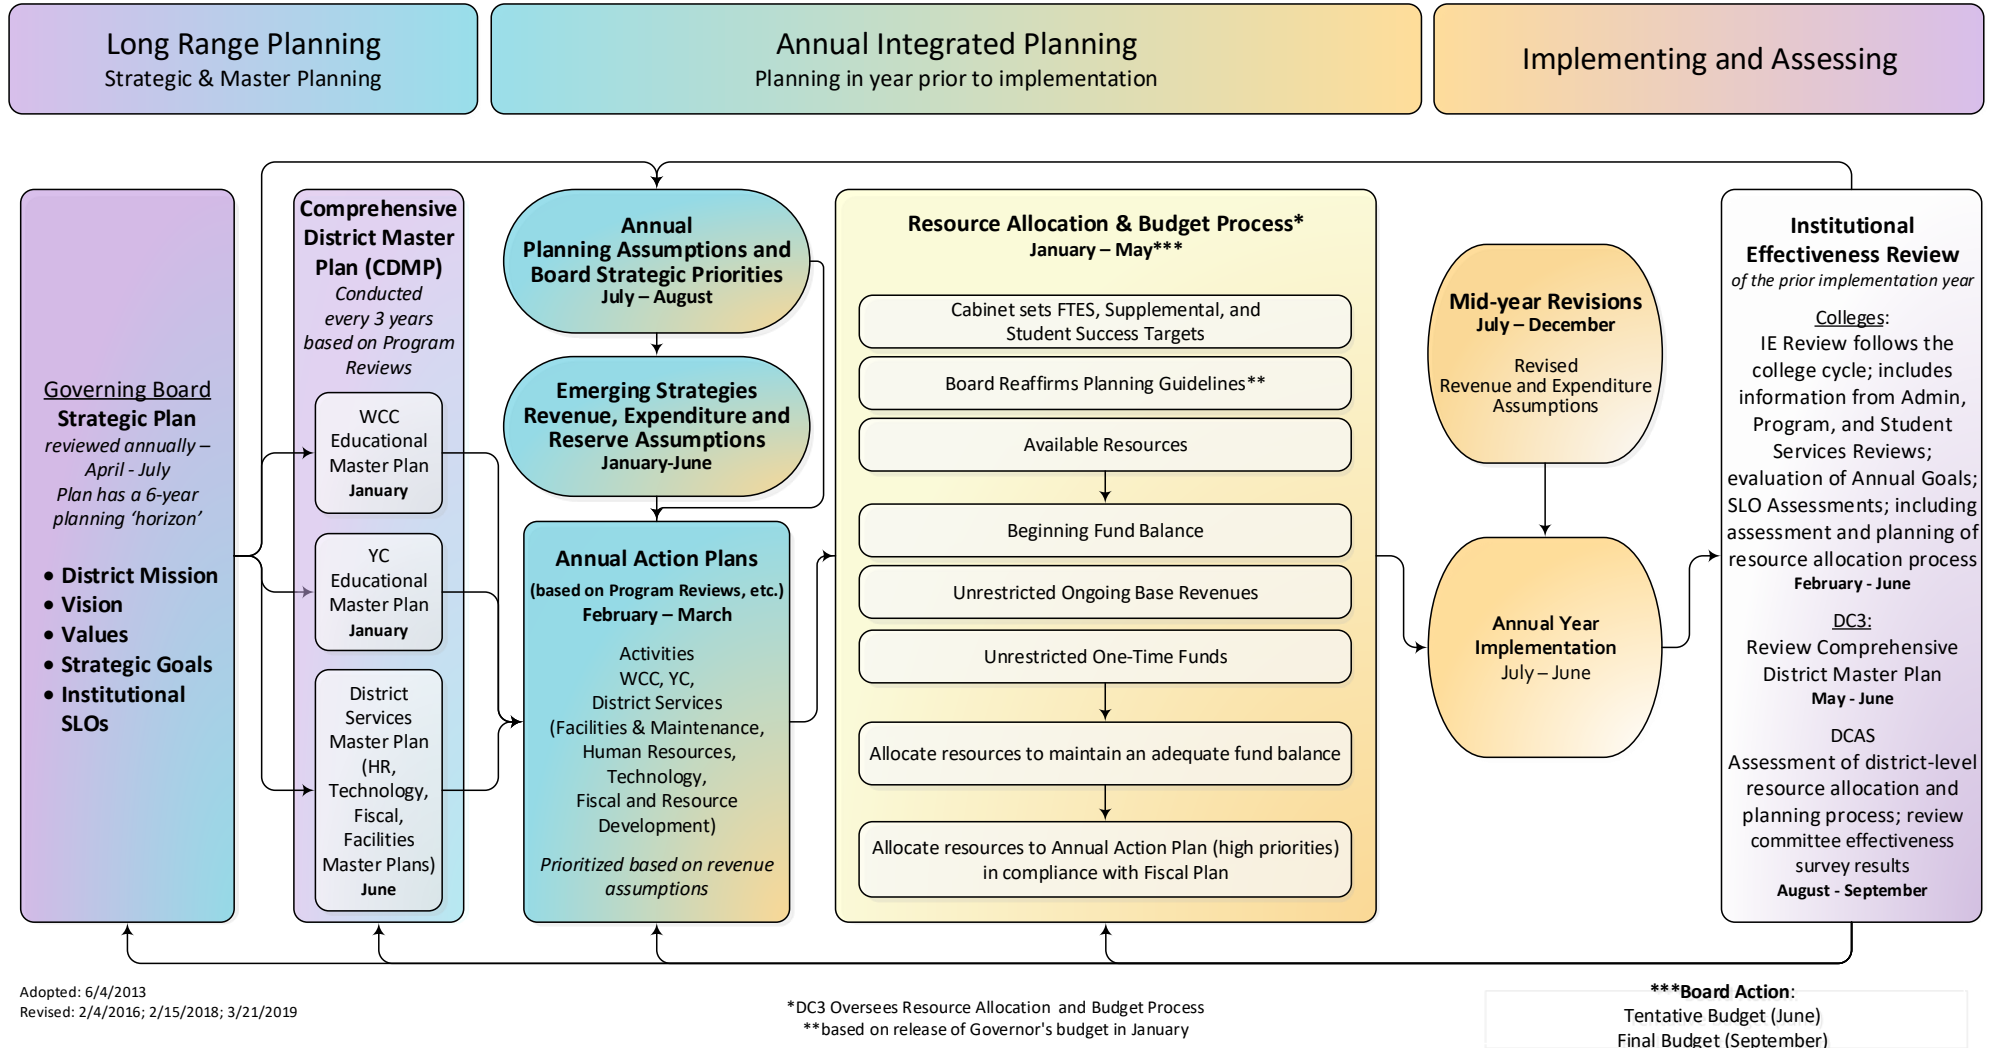 Long Range Planning
Strategic & Master Planning
Annual Integrated Planning
Planning in year prior to implementation
Implementing and Assessing
Governing Board
Strategic Plan
reviewed annually –
April - July
Plan has a 6-year
planning ‘horizon’
• District Mission
• Vision
• Values
• Strategic Goals
• Institutional
SLOs
Comprehensive
District Master
Plan (CDMP)
Conducted
every 3 years
based on Program
Reviews
WCC
Educational
Master Plan
January
YC
Educational
Master Plan
January
District
Services
Master Plan
(HR,
Technology,
Fiscal,
Facilities
Master Plans)
June
Annual
Planning Assumptions and
Board Strategic Priorities
July – August
Emerging Strategies
Revenue, Expenditure and
Reserve Assumptions
January-June
Annual Action Plans
(based on Program Reviews, etc.)
February – March
Activities
WCC, YC,
District Services
(Facilities & Maintenance,
Human Resources,
Technology,
Fiscal and Resource
Development)
Prioritized based on revenue
assumptions
Resource Allocation & Budget Process*
January – May***
Cabinet sets FTES, Supplemental, and
Student Success Targets
Board Reaffirms Planning Guidelines**
Available Resources
Beginning Fund Balance
Unrestricted Ongoing Base Revenues
Unrestricted One-Time Funds
Allocate resources to maintain an adequate fund balance
Allocate resources to Annual Action Plan (high priorities)
in compliance with Fiscal Plan
Mid-year Revisions
July – December
Revised
Revenue and Expenditure
Assumptions
Annual Year
Implementation
July – June
Institutional
Effectiveness Review
of the prior implementation year
Colleges:
IE Review follows the
college cycle; includes
information from Admin,
Program, and Student
Services Reviews;
evaluation of Annual Goals;
SLO Assessments; including
assessment and planning of
resource allocation process
February - June
DC3:
Review Comprehensive
District Master Plan
May - June
DCAS
Assessment of district-level
resource allocation and
planning process; review
committee effectiveness
survey results
August - September
Adopted: 6/4/2013
Revised: 2/4/2016; 2/15/2018; 3/21/2019
*DC3 Oversees Resource Allocation and Budget Process
**based on release of Governor's budget in January
***Board Action:
Tentative Budget (June)
Final Budget (September)